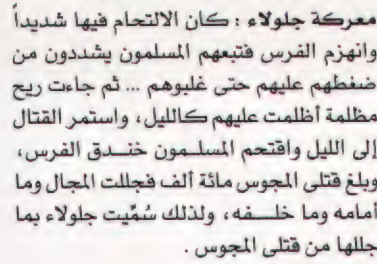 معركة جلولاء : كان الالتحام فيها شديداً
وانهزم الفرس فتبعهم المسلمون يشددون من
ضغطهم عليهم حتى غلبوهم ... ثم جاءت ريح
مظلمة أظلمت عليهم كالليل، واستمر القتال
إلى الليل واقتحم المسلمون خندق الفرس،
وبلغ قتلى المجوس مائة ألف فجللت المجال وما
أمامه وما خلفه، ولذلك سُمِّيت جلولاء بما
جللها من قتلى المجوس .